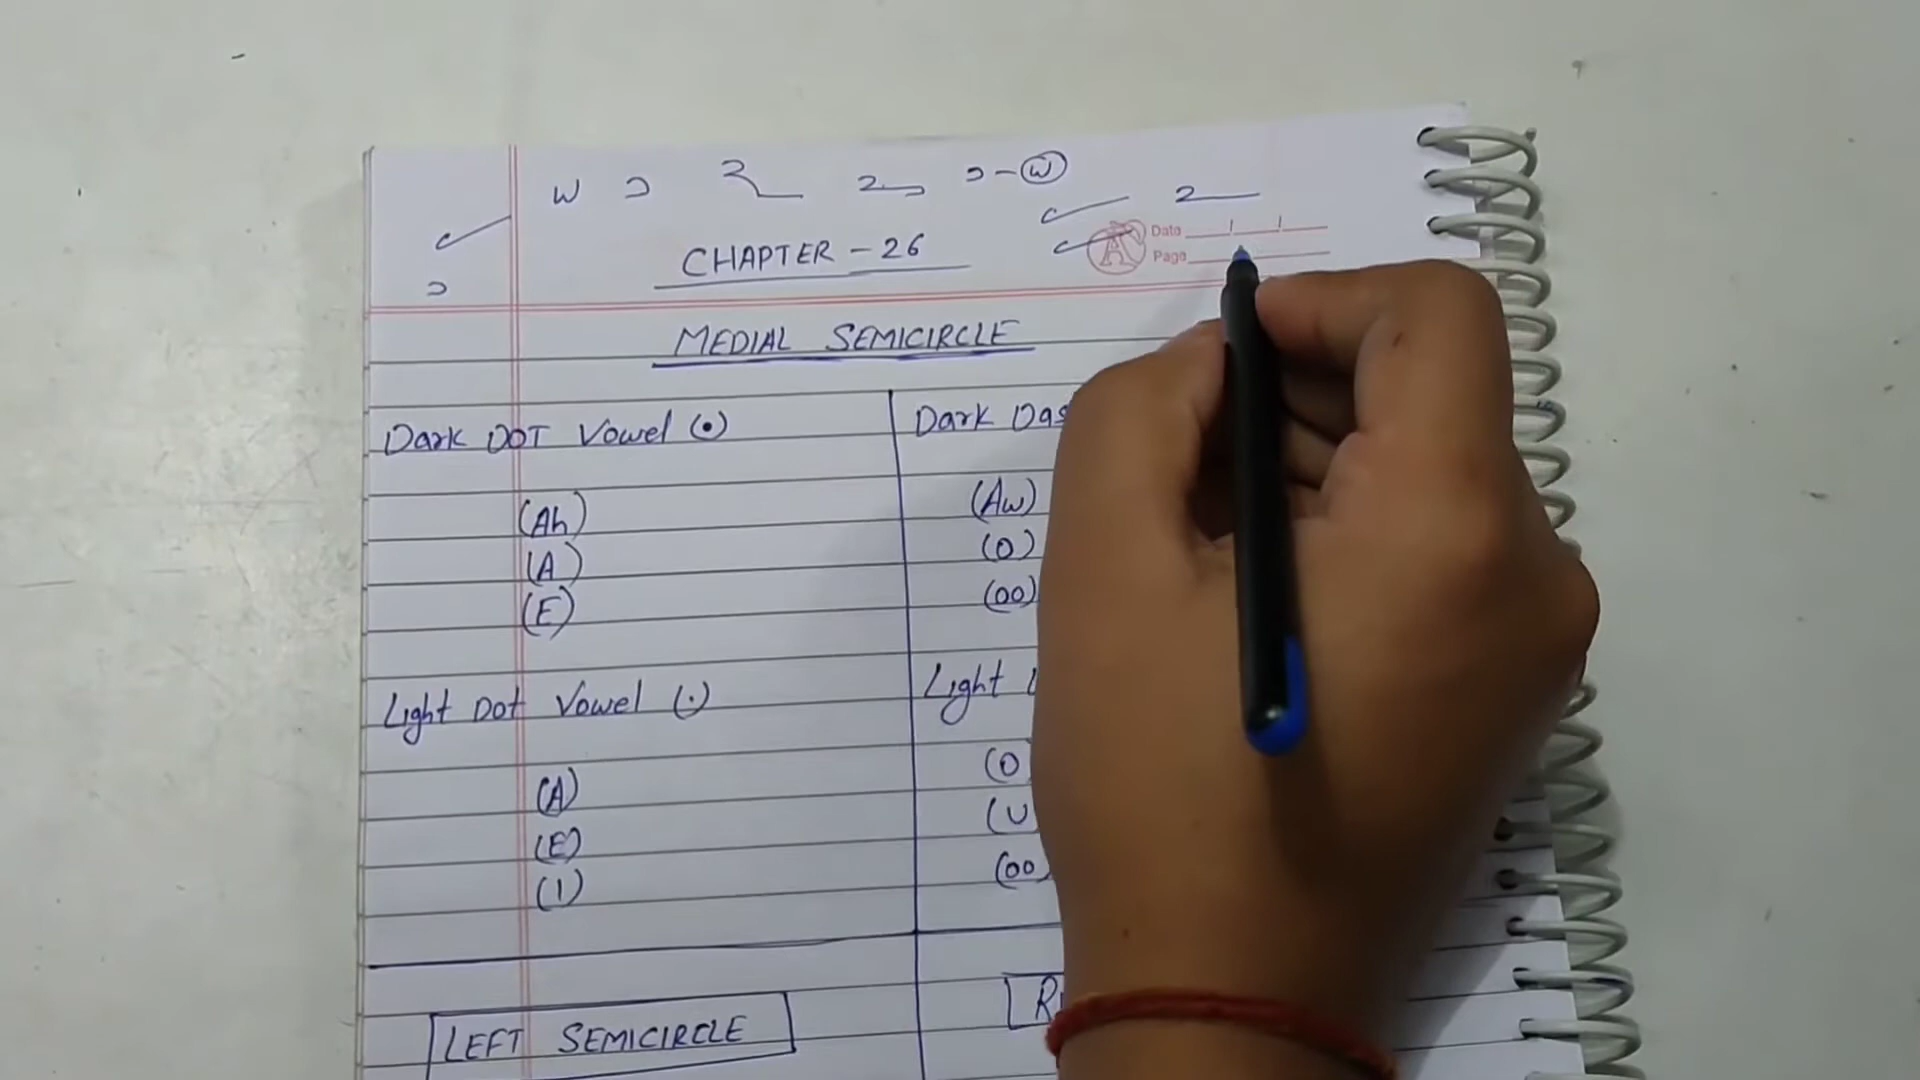 W
W
Date
Page
CHAPTER - 26
MEDIAL SEMICIRCLE
Dark DOT Vowel (•)
(Ah)
(A)
(E)
Dark Das
(Aw)
(O)
(oo)
Light Dot Vowel (.)
(A)
(E)
(I)
Light
(O
(U
(oo)
LEFT SEMICIRCLE